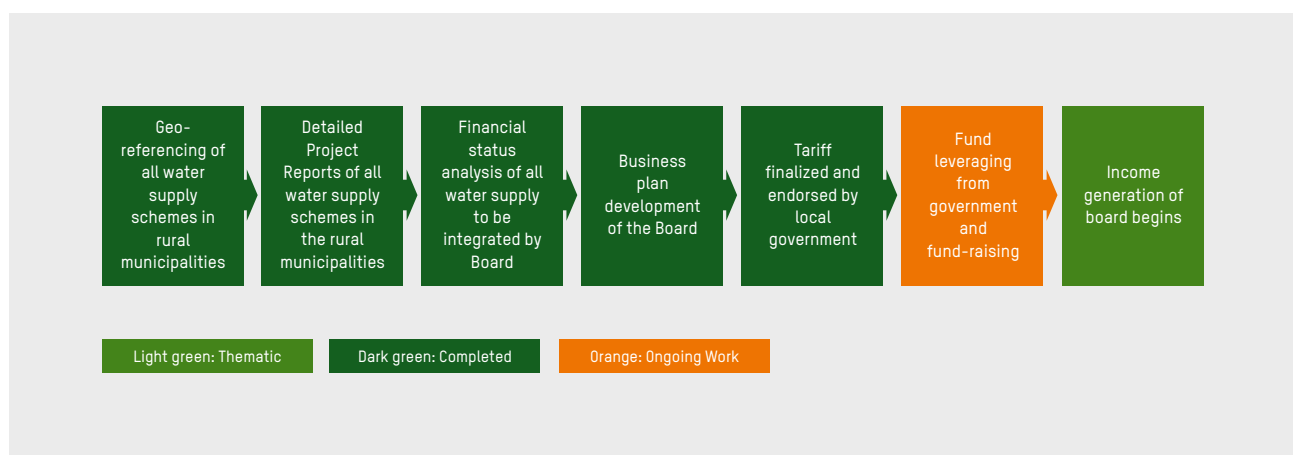 Geo-
referencing of
all water
supply
schemes in
rural
municipalities
Detailed
Project
Reports of all
water supply
schemes in
the rural
municipalities
Financial
status
analysis of all
water supply
to be
integrated by
Board
Business
plan
development
of the Board
Tariff
finalized and
endorsed by
local
government
Fund
leveraging
from
government
and
fund-raising
Income
generation of
board begins
Light green: Thematic
Dark green: Completed
Orange: Ongoing Work